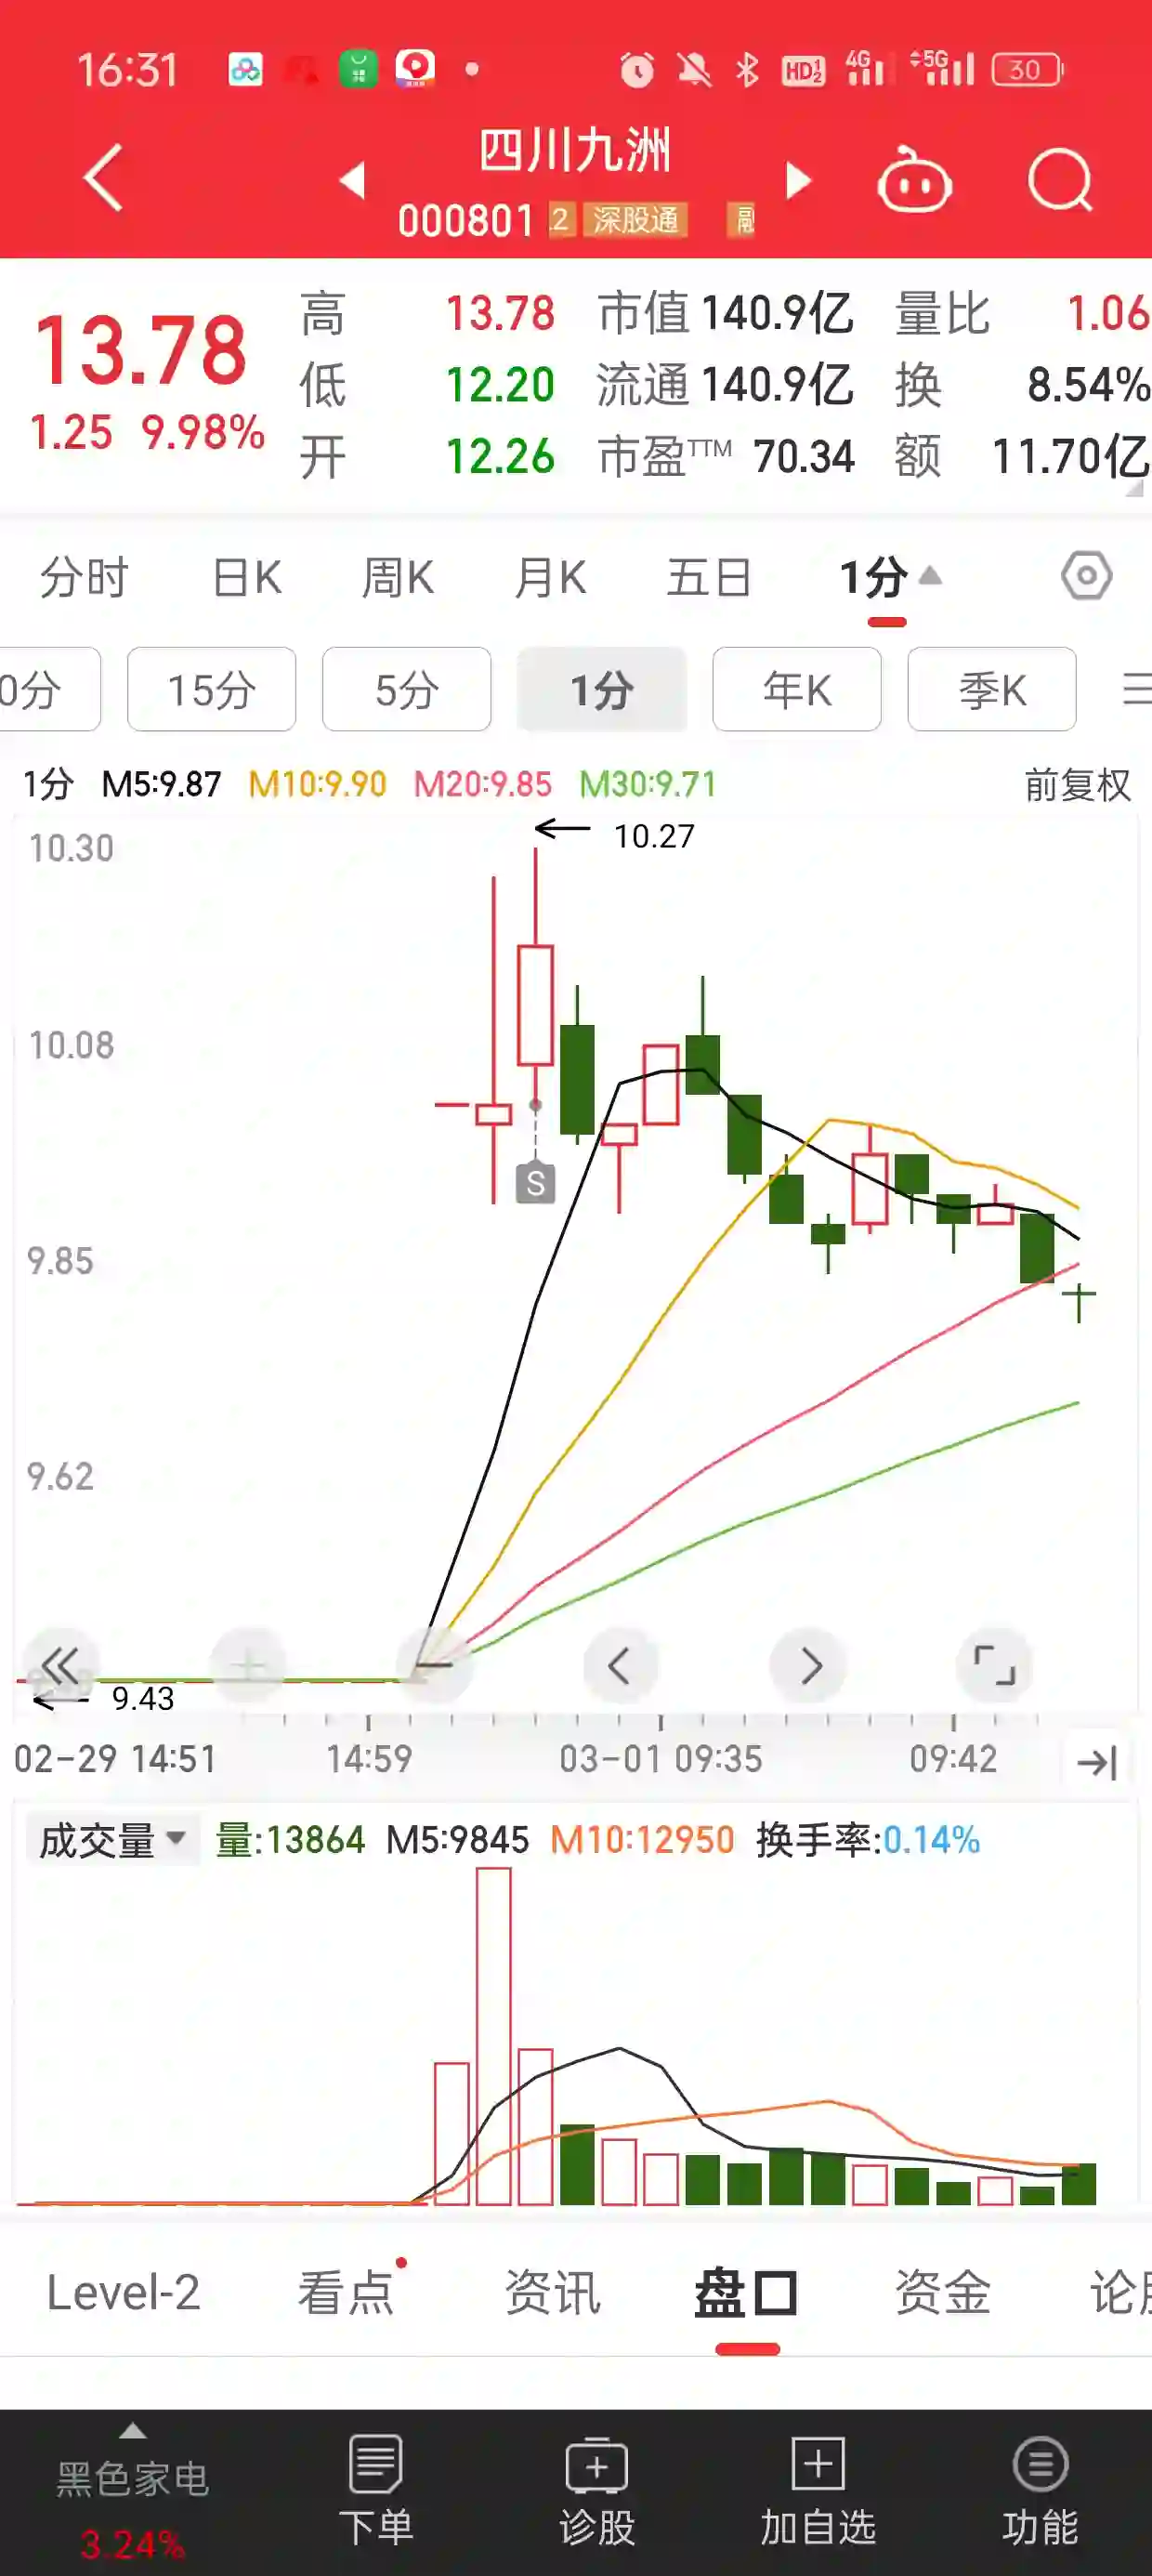 16:31 HD 1 2 4G 5G 30
四川九洲
000801 2 深股通 融
13.78
1.25 9.98%
高 13.78 市值 140.9亿 量比 1.06
低 12.20 流通 140.9亿 换 8.54%
开 12.26 市盈TTM 70.34 额 11.70亿
分时 日K 周K 月K 五日 1分
0分 15分 5分 1分 年K 季K
1分 M5:9.87 M10:9.90 M20:9.85 M30:9.71 前复权
10.27
10.30
10.08
S
9.85
9.62
9.43
02-29 14:51 14:59 03-01 09:35 09:42
成交量 量:13864 M5:9845 M10:12950 换手率:0.14%
Level-2 看点 资讯 盘口 资金 论
黑色家电 下单 诊股 加自选 功能
3.24%